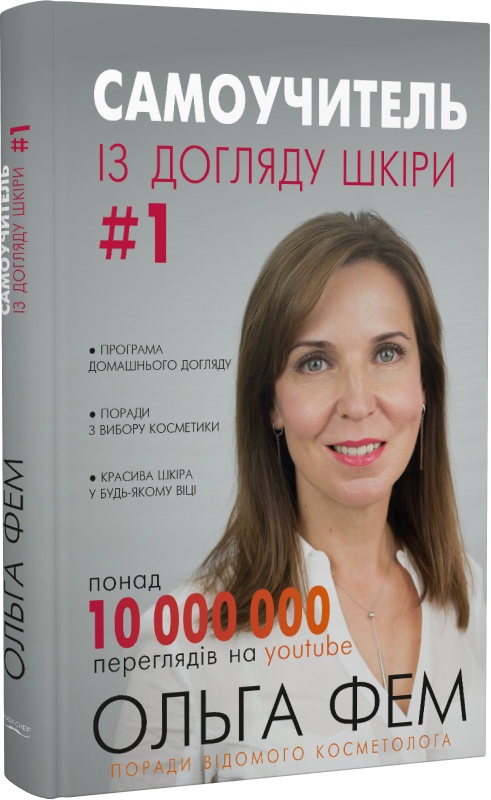 САМОУЧИТЕЛЬ
ІЗ ДОГЛЯДУ ШКІРИ
#1
● ПРОГРАМА
ДОМАШНЬОГО ДОГЛЯДУ
● ПОРАДИ
З ВИБОРУ КОСМЕТИКИ
● КРАСИВА ШКІРА
У БУДЬ-ЯКОМУ ВІЦІ
понад
10 000 000
переглядів на youtube
ОЛЬГА ФЕМ
ПОРАДИ ВІДОМОГО КОСМЕТОЛОГА
САМОУЧИТЕЛЬ
ІЗ ДОГЛЯДУ ШКІРИ #1
ОЛЬГА ФЕМ